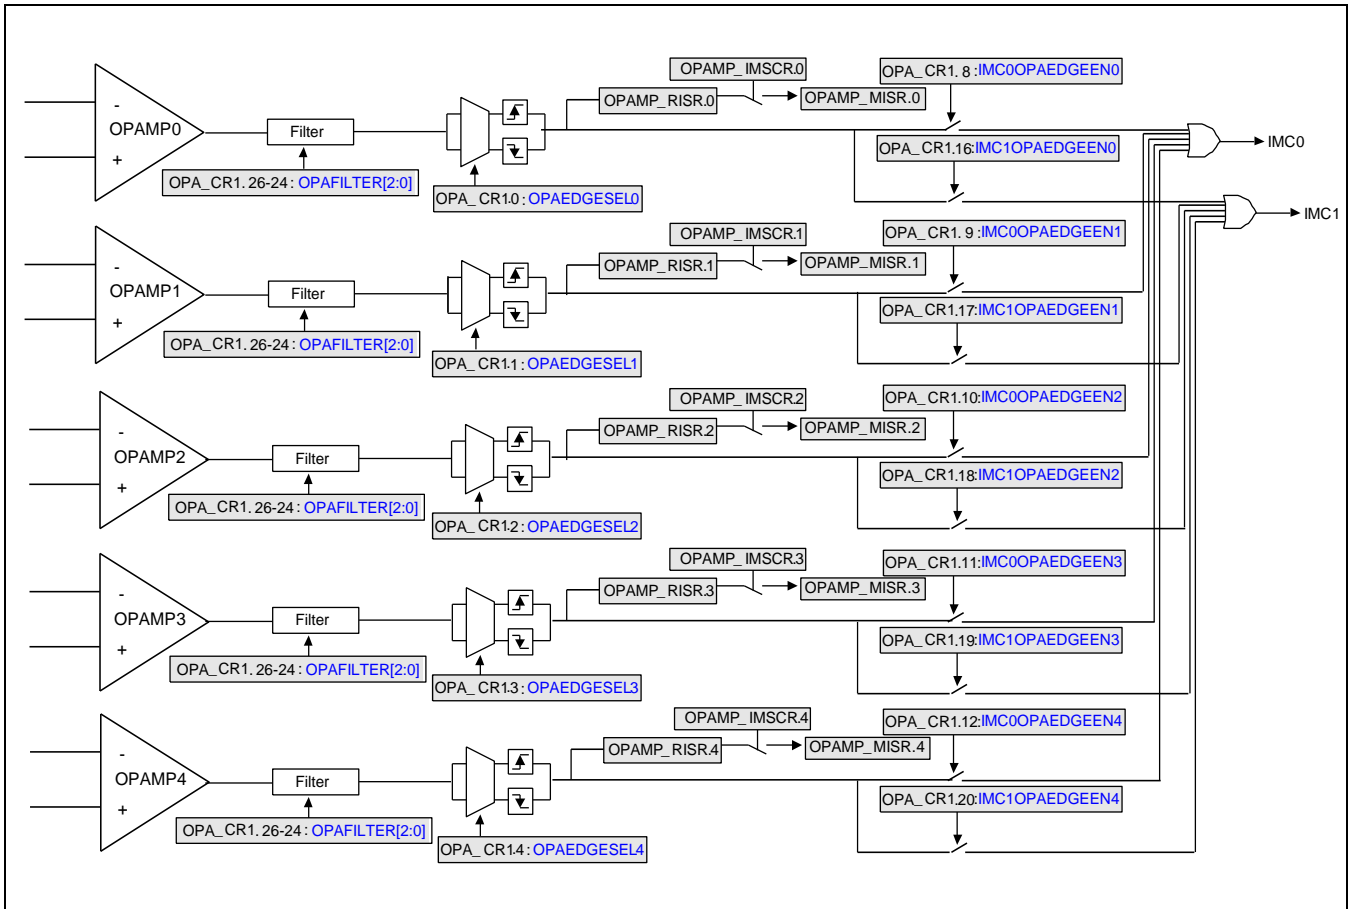 OPAMP_IMSCR.0
OPA_CR1.8:IMC0OPAEDGEEN0
OPAMP_RISR.0
OPAMP_MISR.0
-
OPAMP0
+
Filter
OPA_CR1.16:IMC1OPAEDGEEN0
IMC0
OPA_CR1.26-24:OPAFILTER[2:0]
OPA_CR1.0:OPAEDGESEL0
IMC1
OPAMP_IMSCR.1
OPA_CR1.9:IMC0OPAEDGEEN1
OPAMP_RISR.1
OPAMP_MISR.1
-
OPAMP1
+
Filter
OPA_CR1.17:IMC1OPAEDGEEN1
OPA_CR1.26-24:OPAFILTER[2:0]
OPA_CR1.1:OPAEDGESEL1
OPAMP_IMSCR.2
OPA_CR1.10:IMC0OPAEDGEEN2
OPAMP_RISR.2
OPAMP_MISR.2
-
OPAMP2
+
Filter
OPA_CR1.18:IMC1OPAEDGEEN2
OPA_CR1.26-24:OPAFILTER[2:0]
OPA_CR1.2:OPAEDGESEL2
OPAMP_IMSCR.3
OPA_CR1.11:IMC0OPAEDGEEN3
OPAMP_RISR.3
OPAMP_MISR.3
-
OPAMP3
+
Filter
OPA_CR1.19:IMC1OPAEDGEEN3
OPA_CR1.26-24:OPAFILTER[2:0]
OPA_CR1.3:OPAEDGESEL3
OPAMP_IMSCR.4
OPA_CR1.12:IMC0OPAEDGEEN4
OPAMP_RISR.4
OPAMP_MISR.4
-
OPAMP4
+
Filter
OPA_CR1.20:IMC1OPAEDGEEN4
OPA_CR1.26-24:OPAFILTER[2:0]
OPA_CR1.4:OPAEDGESEL4